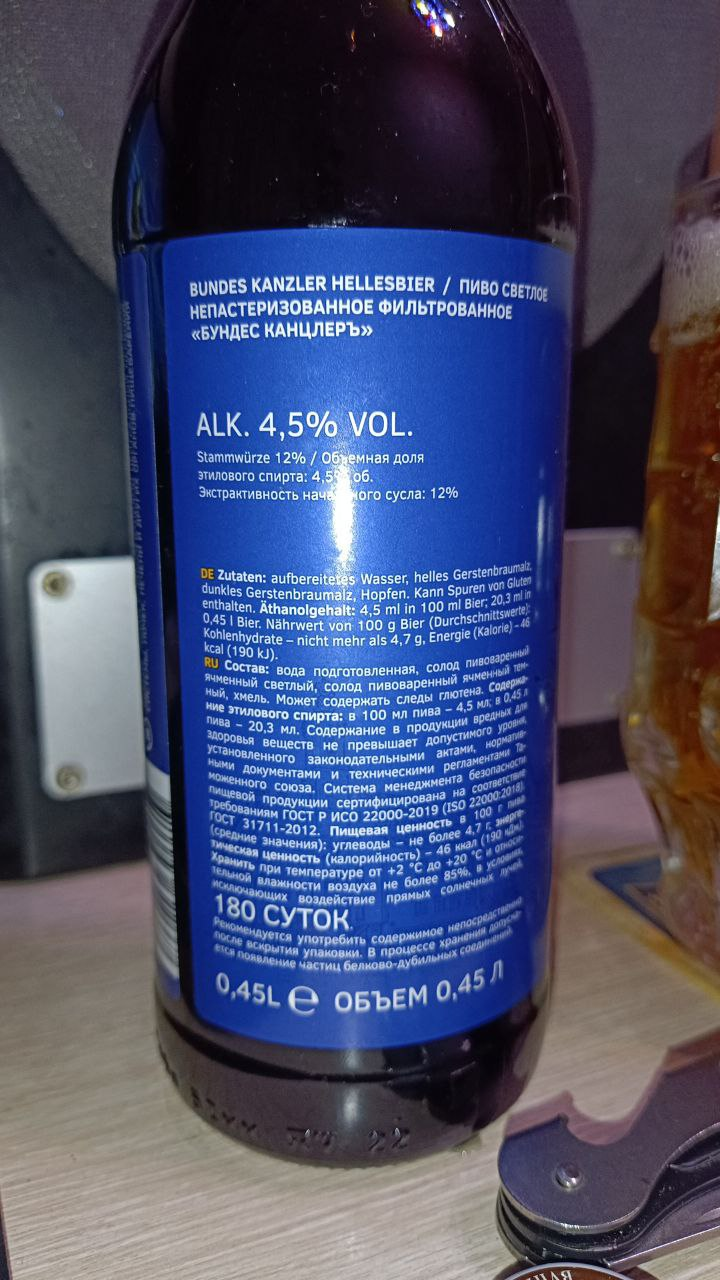 BUNDES KANZLER HELLESBIER / ПИВО СВЕТЛОЕ
НЕПАСТЕРИЗОВАННОЕ ФИЛЬТРОВАННОЕ
«БУНДЕС КАНЦЛЕРЪ»
ALK. 4,5% VOL.
Stammwürze 12% / Объемная доля
этилового спирта: 4,5% об.
Экстрактивность начального сусла: 12%
DE Zutaten: aufbereitetes Wasser, helles Gerstenbraumalz,
dunkles Gerstenbraumalz, Hopfen. Kann Spuren von Gluten
enthalten. Äthanolgehalt: 4,5 ml in 100 ml Bier; 20,3 ml in
0,45 l Bier. Nährwert von 100 g Bier (Durchschnittswerte):
Kohlenhydrate – nicht mehr als 4,7 g, Energie (Kalorie) – 46
kcal (190 kJ).
RU Состав: вода подготовленная, солод пивоваренный
ячменный светлый, солод пивоваренный ячменный тем-
ный, хмель. Может содержать следы глютена. Содержа-
ние этилового спирта: в 100 мл пива – 4,5 мл; в 0,45 л
пива – 20,3 мл. Содержание в продукции вредных для
здоровья веществ не превышает допустимого уровня,
установленного законодательными актами, норматив-
ными документами и техническими регламентами Та-
моженного союза. Система менеджмента безопасности
пищевой продукции сертифицирована на соответствие
требованиям ГОСТ Р ИСО 22000-2019 (ISO 22000:2018).
ГОСТ 31711-2012. Пищевая ценность в 100 г пива
(средние значения): углеводы – не более 4,7 г, энерге-
тическая ценность (калорийность) – 46 ккал (190 кДж).
Хранить при температуре от +2 °С до +20 °С и относи-
тельной влажности воздуха не более 85%, в условиях,
исключающих воздействие прямых солнечных лучей,
180 СУТОК.
Рекомендуется употребить содержимое непосредственно
после вскрытия упаковки. В процессе хранения допуска-
ется появление частиц белково-дубильных соединений.
0,45L ℮ ОБЪЕМ 0,45 Л